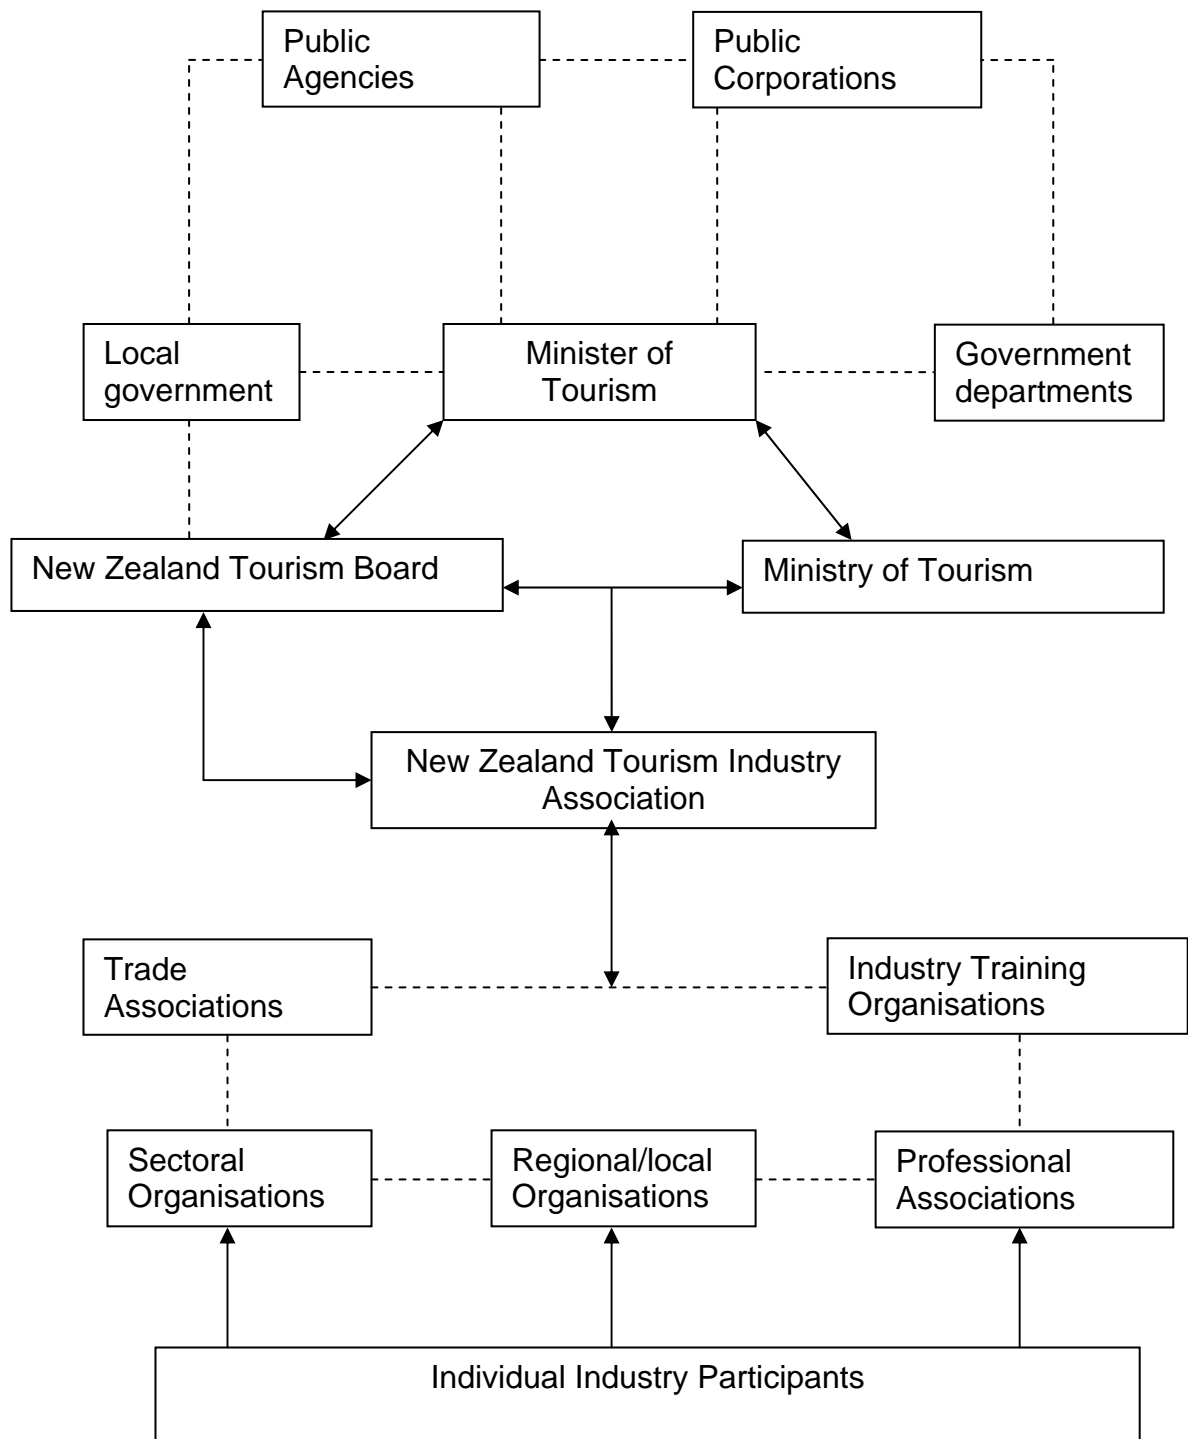 Public
Agencies
Public
Corporations
Local
government
Minister of
Tourism
Government
departments
New Zealand Tourism Board
Ministry of Tourism
New Zealand Tourism Industry
Association
Trade
Associations
Industry Training
Organisations
Sectoral
Organisations
Regional/local
Organisations
Professional
Associations
Individual Industry Participants